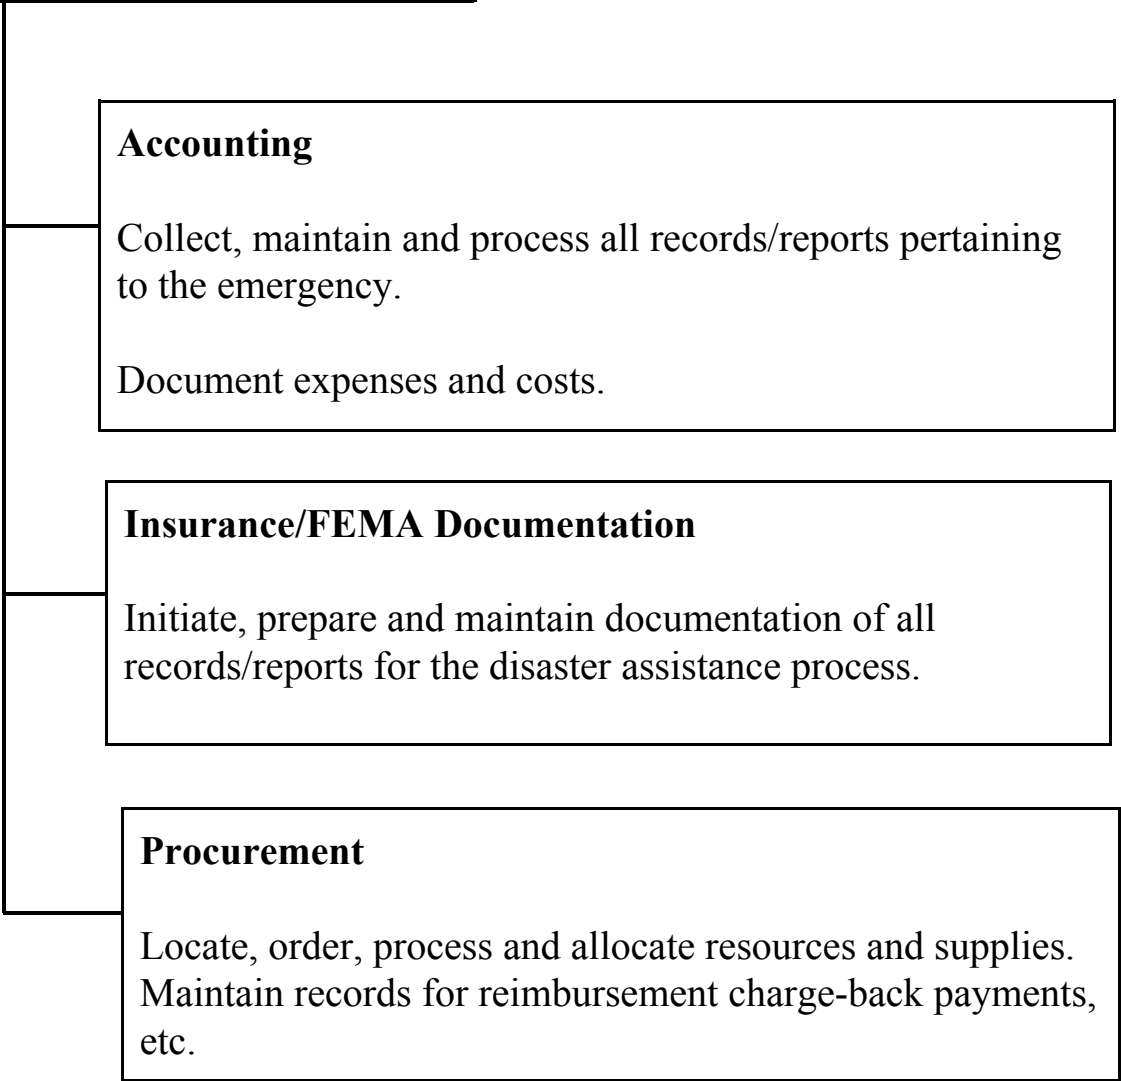 Accounting
Collect, maintain and process all records/reports pertaining
to the emergency.
Document expenses and costs.
Insurance/FEMA Documentation
Initiate, prepare and maintain documentation of all
records/reports for the disaster assistance process.
Procurement
Locate, order, process and allocate resources and supplies.
Maintain records for reimbursement charge-back payments,
etc.